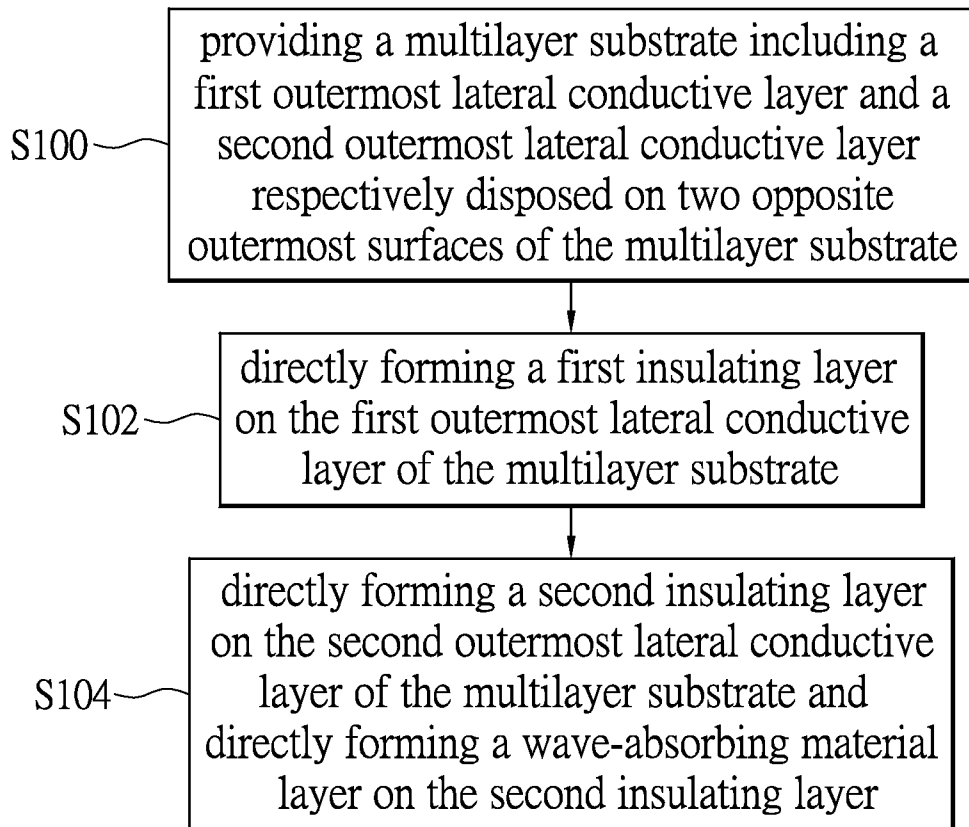 providing a multilayer substrate including a
first outermost lateral conductive layer and a
S100
second outermost lateral conductive layer
respectively disposed on two opposite
outermost surfaces of the multilayer substrate
directly forming a first insulating layer
S102
on the first outermost lateral conductive
layer of the multilayer substrate
directly forming a second insulating layer
on the second outermost lateral conductive
S104
layer of the multilayer substrate and
directly forming a wave-absorbing material
layer on the second insulating layer